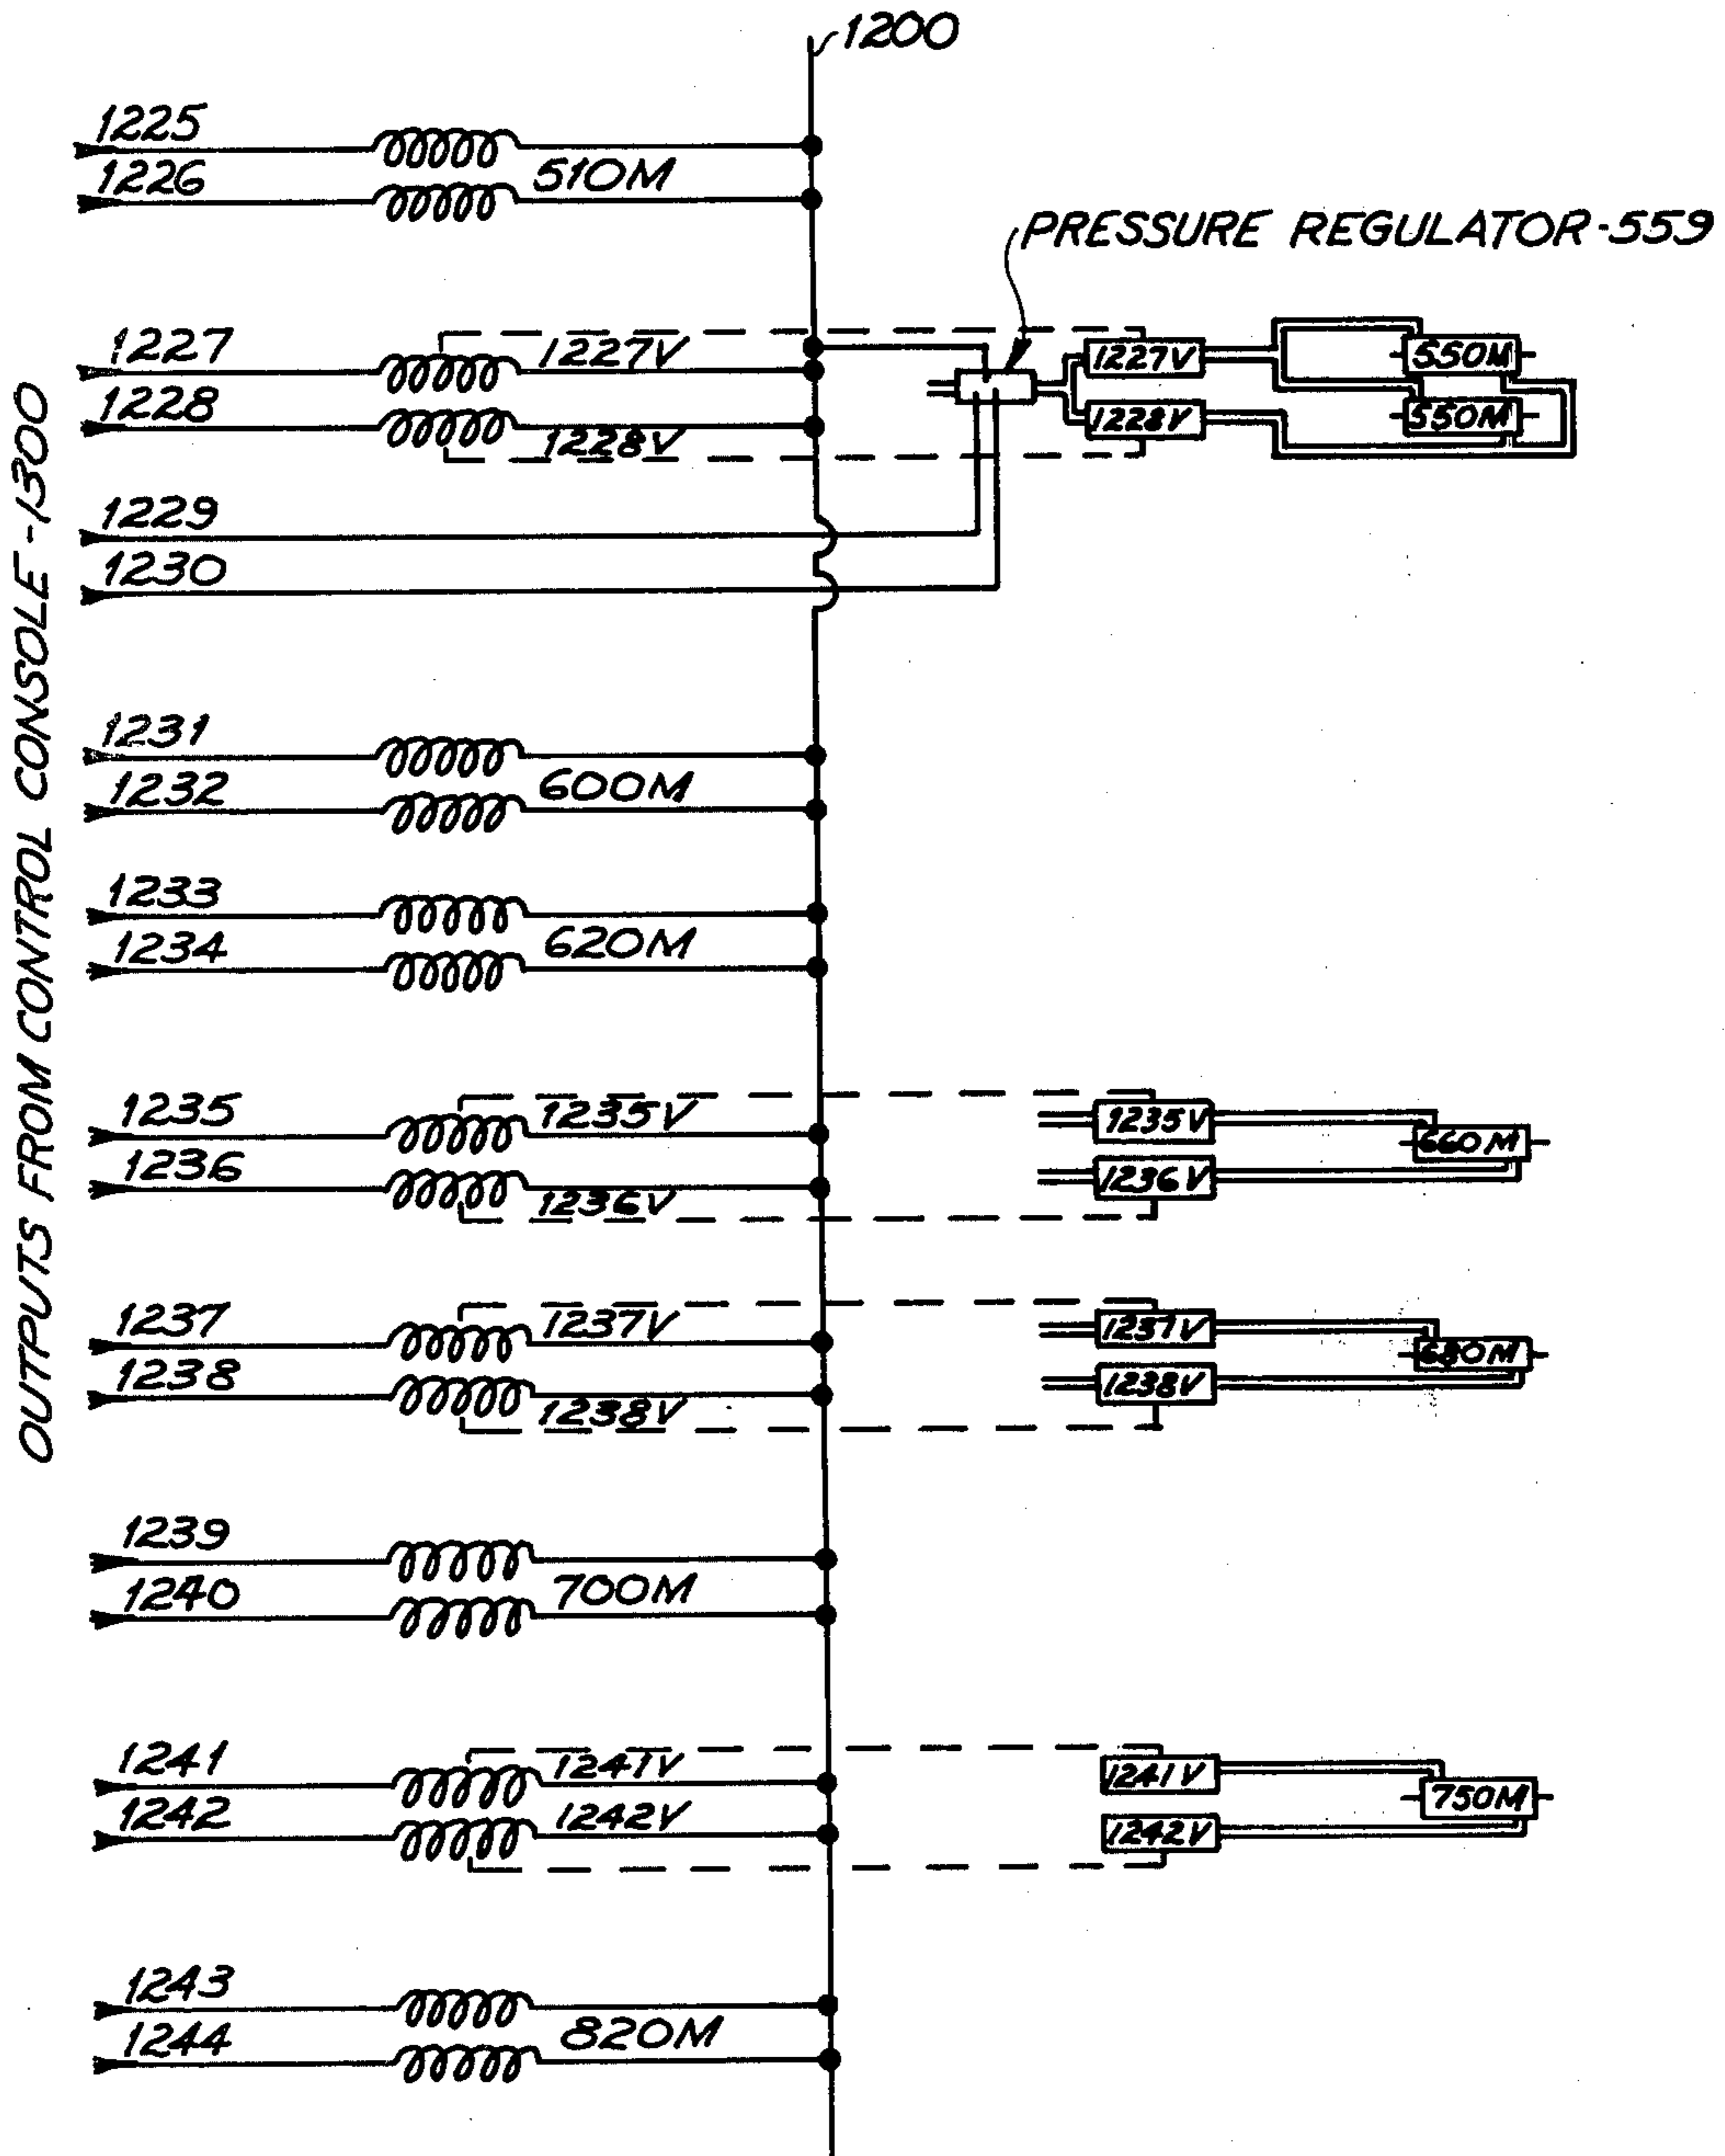 1200
1225
510M
1226
PRESSURE REGULATOR-559
1227
1227V
1227V
550M
1228
1228V
1228V
550M
1229
1230
OUTPUTS FROM CONTROL CONSOLE-1300
1231
600M
1232
1233
620M
1234
1235
1235V
1235V
660M
1236
1236V
1236V
1237
1237V
1237V
680M
1238
1238V
1238V
1239
700M
1240
1241
1241V
1241V
750M
1242
1242V
1242V
1243
820M
1244